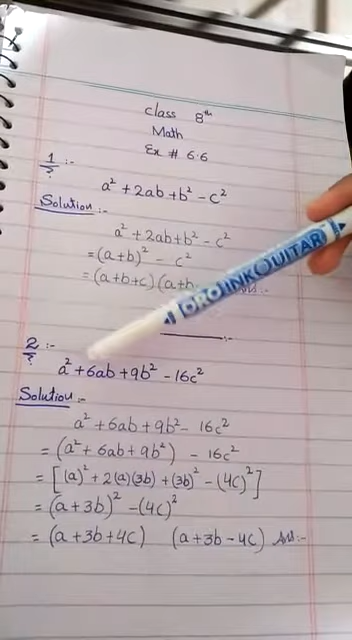 class 8th
Math
Ex # 6.6
1 :-
?
a² + 2ab + b² - c²
Solution :-
a² + 2ab + b² - c²
= (a+b)² - c²
= (a+b+c) (a+b
2 :-
?
a² + 6ab + 9b² - 16c²
Solution :-
a² + 6ab + 9b² - 16c²
= (a² + 6ab + 9b²) - 16c²
= [(a)² + 2(a)(3b) + (3b)² - (4c)²]
= (a + 3b)² - (4c)²
= (a + 3b + 4c) (a + 3b - 4c) Ans:-